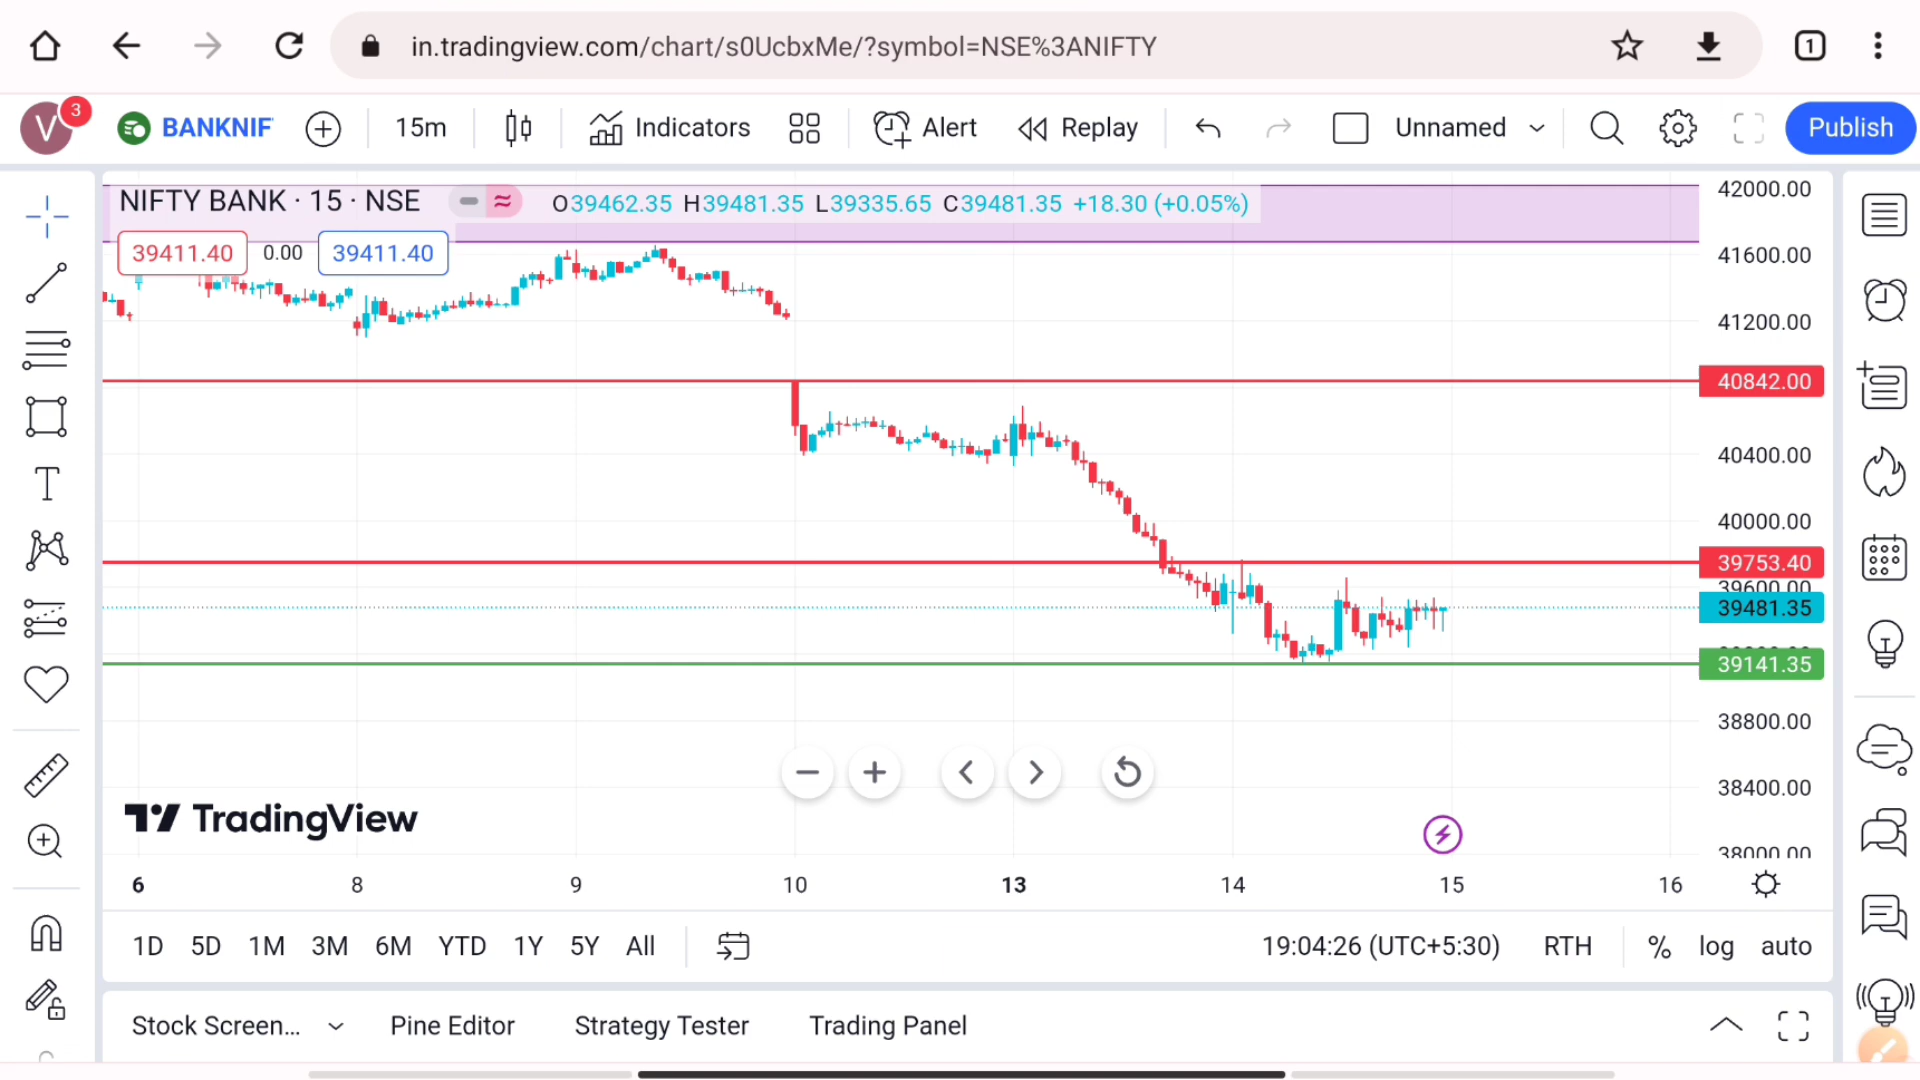 in.tradingview.com/chart/s0UcbxMe/?symbol=NSE%3ANIFTY
1
V
3
BANKNIF
15m
Indicators
Alert
Replay
Unnamed
Publish
NIFTY BANK · 15 · NSE
O39462.35 H39481.35 L39335.65 C39481.35 +18.30 (+0.05%)
39411.40 0.00 39411.40
42000.00
41600.00
41200.00
40842.00
40400.00
40000.00
39753.40
39600.00
39481.35
39141.35
38800.00
38400.00
38000.00
TradingView
6 8 9 10 13 14 15 16
1D 5D 1M 3M 6M YTD 1Y 5Y All
19:04:26 (UTC+5:30) RTH % log auto
Stock Screen... Pine Editor Strategy Tester Trading Panel